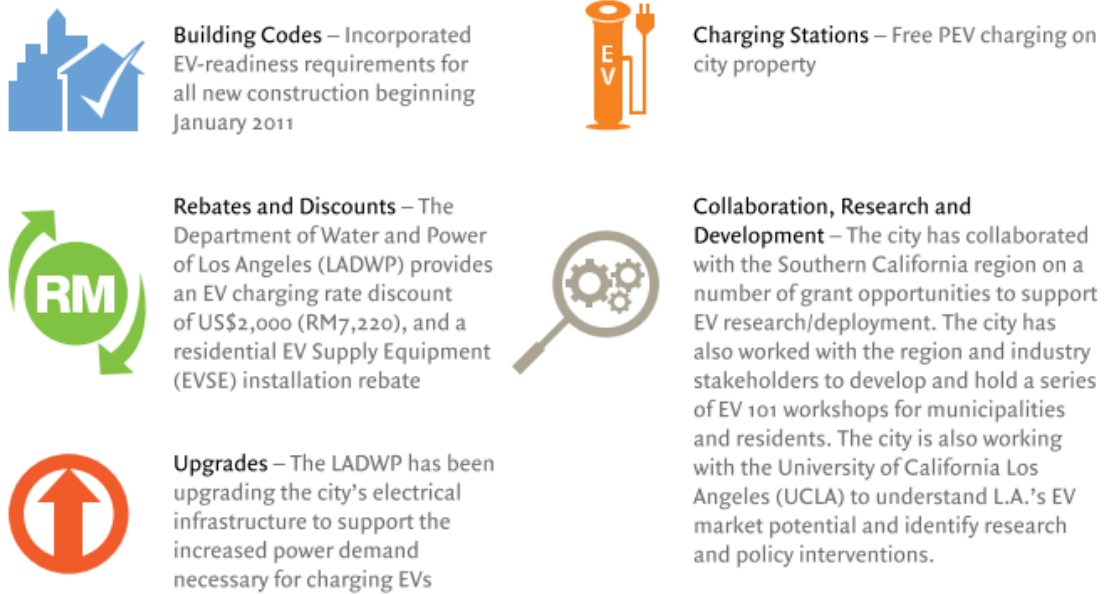 Building Codes – Incorporated
EV-readiness requirements for
all new construction beginning
January 2011
RM
Rebates and Discounts – The
Department of Water and Power
of Los Angeles (LADWP) provides
an EV charging rate discount
of US$2,000 (RM7,220), and a
residential EV Supply Equipment
(EVSE) installation rebate
Upgrades – The LADWP has been
upgrading the city's electrical
infrastructure to support the
increased power demand
necessary for charging EVs
E
V
Charging Stations – Free PEV charging on
city property
Collaboration, Research and
Development – The city has collaborated
with the Southern California region on a
number of grant opportunities to support
EV research/deployment. The city has
also worked with the region and industry
stakeholders to develop and hold a series
of EV 101 workshops for municipalities
and residents. The city is also working
with the University of California Los
Angeles (UCLA) to understand L.A.'s EV
market potential and identify research
and policy interventions.